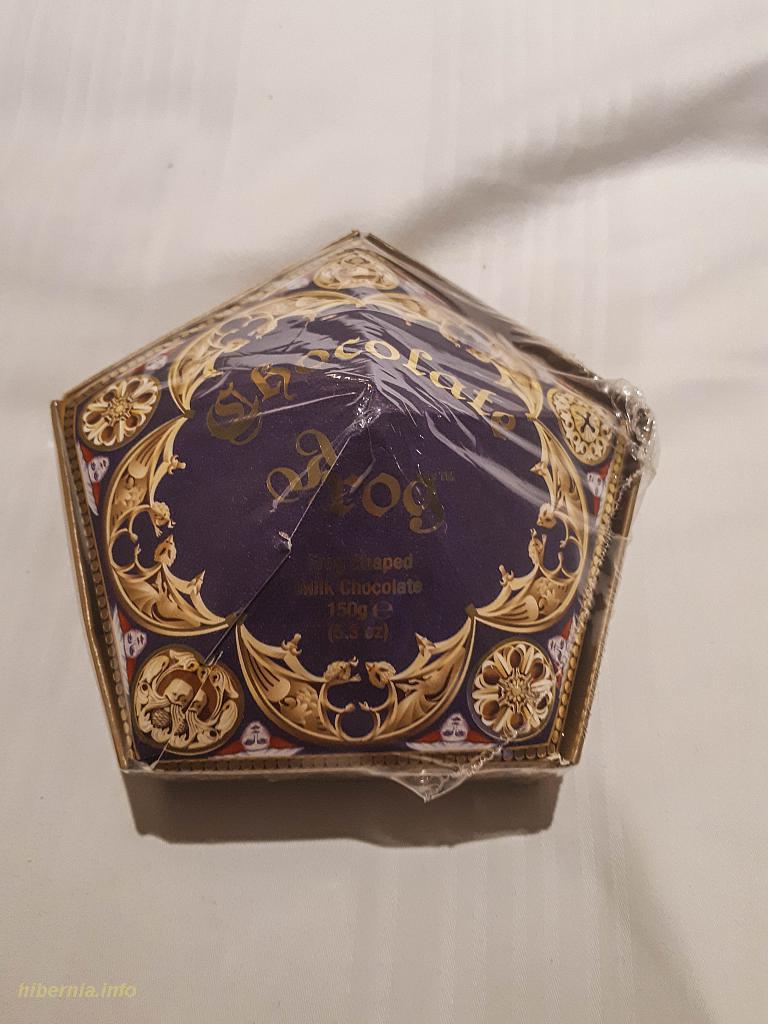 Chocolate
Frog™
Frog Shaped
Milk Chocolate
150g ℮
(5.3 oz)
hibernia.info